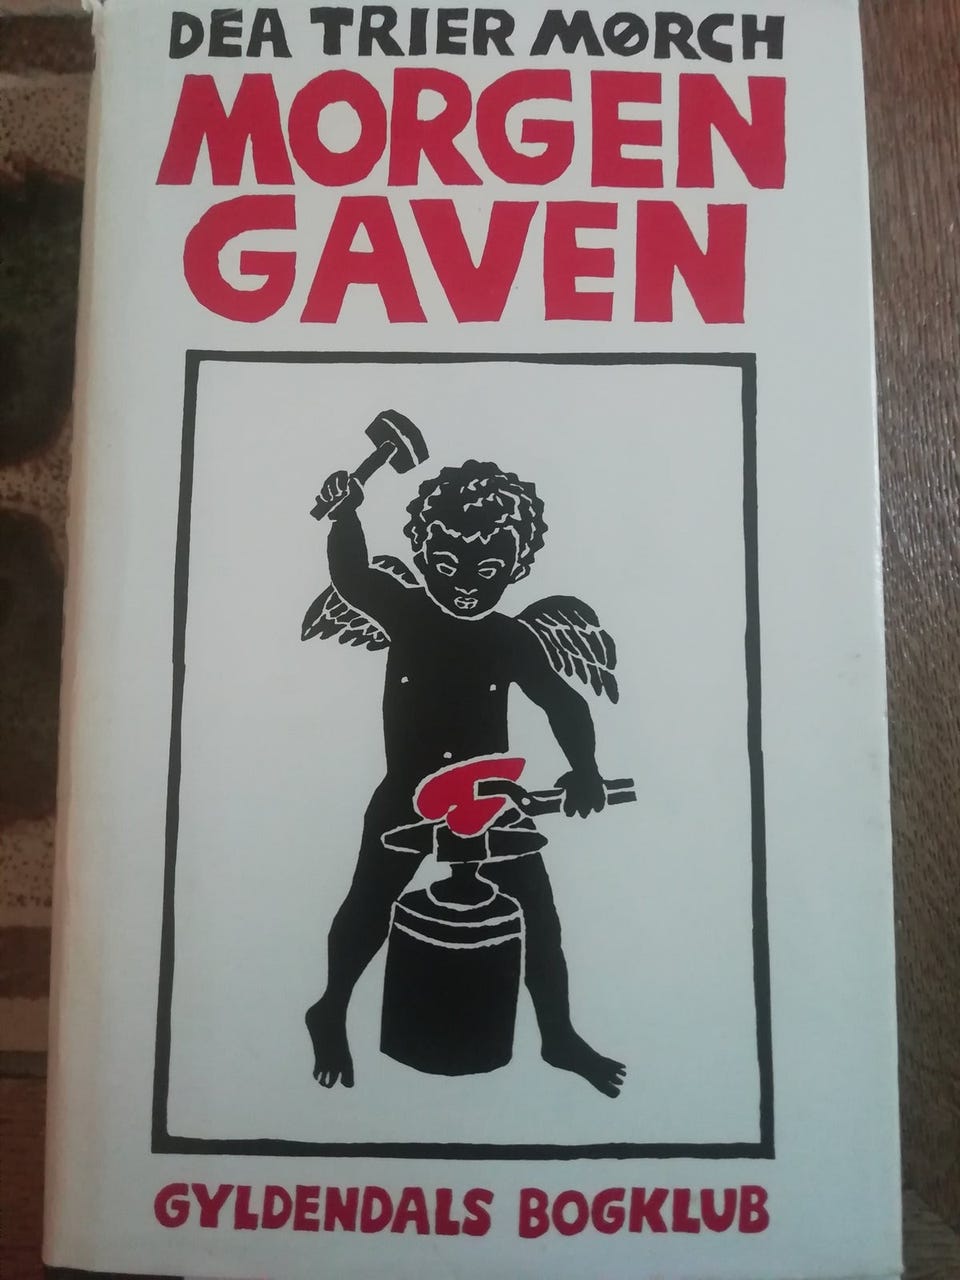 DEA TRIER MØRCH
MORGEN
GAVEN
GYLDENDALS BOGKLUB